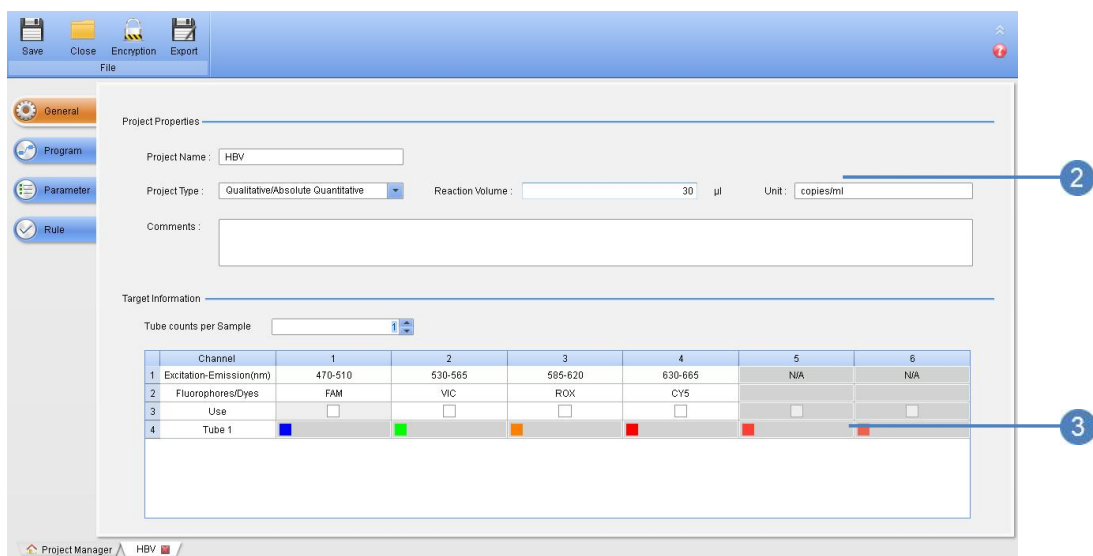 Save Close Encryption Export
File
General
Program
Parameter
Rule
Project Properties
Project Name : HBV
Project Type : Qualitative/Absolute Quantitative Reaction Volume : 30 µl Unit : copies/ml
2
Comments :
Target Information
Tube counts per Sample 1
Channel 1 2 3 4 5 6
1 Excitation-Emission(nm) 470-510 530-565 585-620 630-665 N/A N/A
2 Fluorophores/Dyes FAM VIC ROX CY5
3 Use
4 Tube 1
3
Project Manager HBV